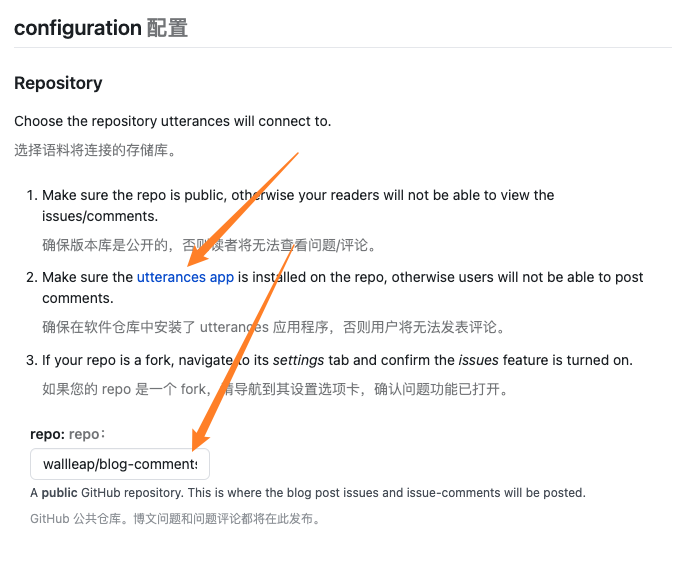 configuration 配置
Repository
Choose the repository utterances will connect to.
选择语料将连接的存储库。
1. Make sure the repo is public, otherwise your readers will not be able to view the
issues/comments.
确保版本库是公开的，否则读者将无法查看问题/评论。
2. Make sure the utterances app is installed on the repo, otherwise users will not be able to post
comments.
确保在软件仓库中安装了 utterances 应用程序，否则用户将无法发表评论。
3. If your repo is a fork, navigate to its settings tab and confirm the issues feature is turned on.
如果您的 repo 是一个 fork，请导航到其设置选项卡，确认问题功能已打开。
repo: repo：
wallleap/blog-comments
A public GitHub repository. This is where the blog post issues and issue-comments will be posted.
GitHub 公共仓库。博文问题和问题评论都将在此发布。